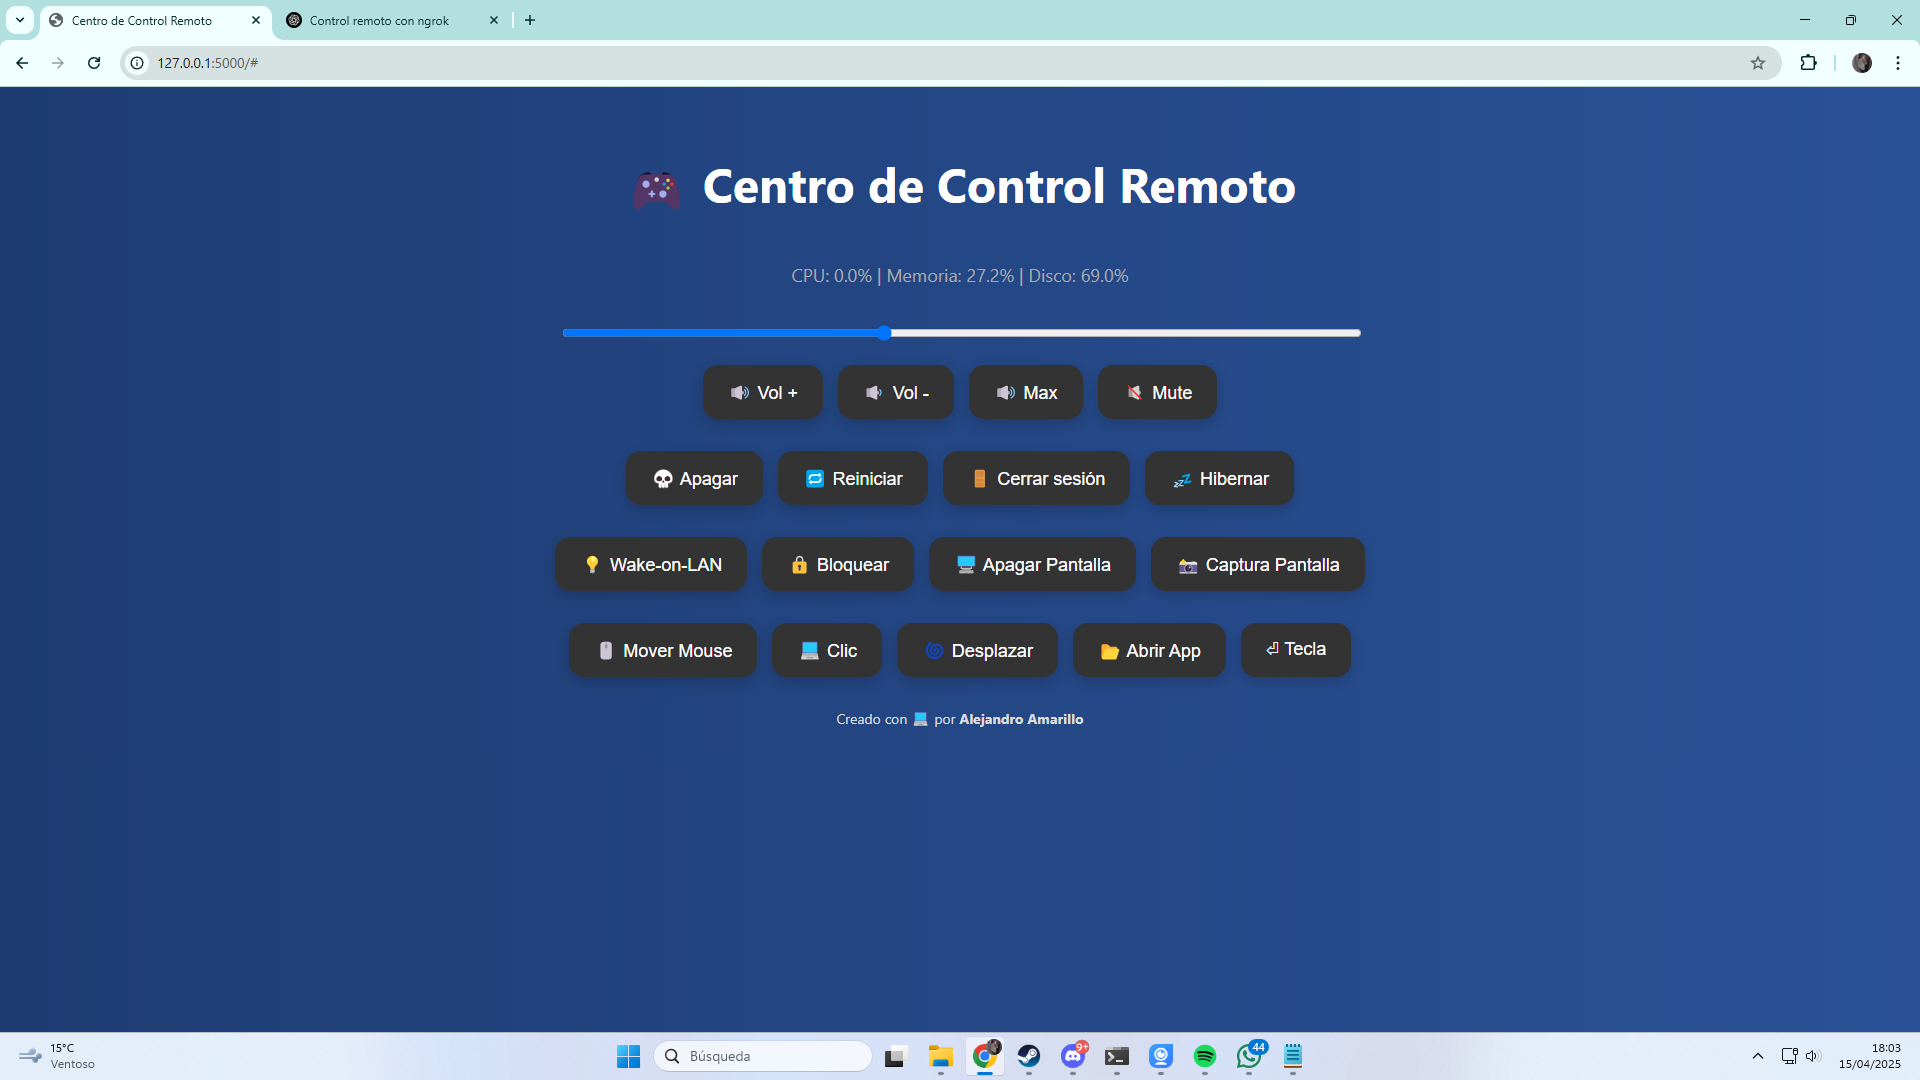 Centro de Control Remoto
Control remoto con ngrok
127.0.0.1:5000/#
Centro de Control Remoto
CPU: 0.0% | Memoria: 27.2% | Disco: 69.0%
Vol + Vol - Max Mute
Apagar Reiniciar Cerrar sesión Hibernar
Wake-on-LAN Bloquear Apagar Pantalla Captura Pantalla
Mover Mouse Clic Desplazar Abrir App Tecla
Creado con por Alejandro Amarillo
15°C
Ventoso
Búsqueda
9+
44
18:03
15/04/2025